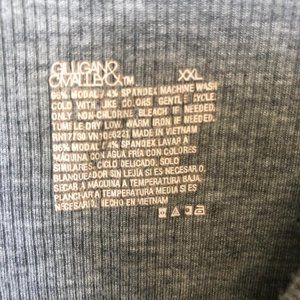 GILLIGAN&
O'MALLEY™ XXL
96% MODAL/ 4% SPANDEX MACHINE WASH
COLD WITH LIKE COLORS. GENTLE CYCLE
ONLY NON-CHLORINE. BLEACH IF NEEDED.
TUMBLE DRY LOW. WARM IRON IF NEEDED.
MADE IN VIETNAM
96% MODAL/ 4% SPANDEX LAVAR A
MÁQUINA CON AGUA FRÍA CON COLORES
SIMILARES. CICLO DELICADO. SOLO
BLANQUEADOR SIN LEJÍA SI ES NECESARIO.
SECAR A MÁQUINA A TEMPERATURA BAJA.
PLANCHAR A TEMPERATURA MEDIA SI ES
NECESARIO. HECHO EN VIETNAM